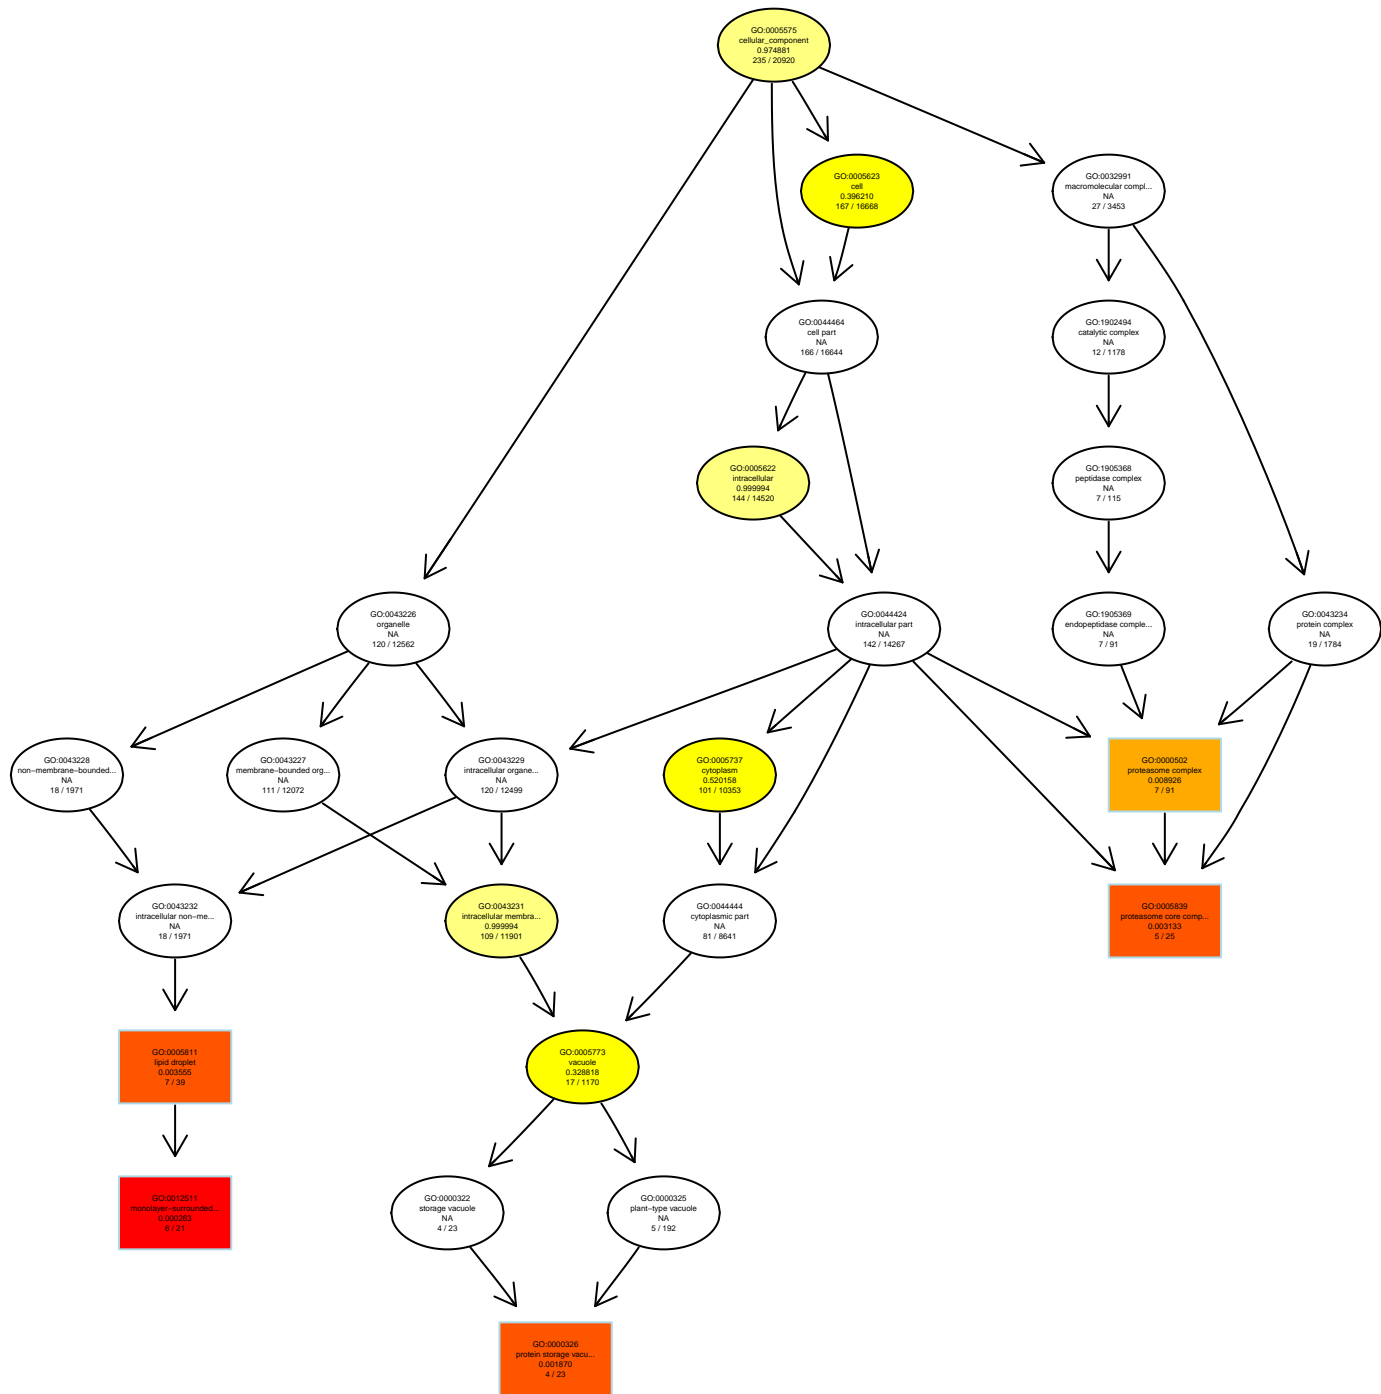 GO:0005575
cellular_component
0.974881
235 / 20920
GO:0005623
cell
0.396210
167 / 16668
GO:0032991
macromolecular compl...
NA
27 / 3453
GO:0044464
cell part
NA
166 / 16644
GO:1902494
catalytic complex
NA
12 / 1178
GO:0005622
intracellular
0.999994
144 / 14520
GO:1905368
peptidase complex
NA
7 / 115
GO:0043226
organelle
NA
120 / 12562
GO:0044424
intracellular part
NA
142 / 14267
GO:1905369
endopeptidase comple...
NA
7 / 91
GO:0043234
protein complex
NA
19 / 1784
GO:0043228
non−membrane−bounded...
NA
18 / 1971
GO:0043227
membrane−bounded org...
NA
111 / 12072
GO:0043229
intracellular organe...
NA
120 / 12499
GO:0005737
cytoplasm
0.520158
101 / 10353
GO:0000502
proteasome complex
0.008926
7 / 91
GO:0043232
intracellular non−me...
NA
18 / 1971
GO:0043231
intracellular membra...
0.999994
109 / 11901
GO:0044444
cytoplasmic part
NA
81 / 8641
GO:0005839
proteasome core comp...
0.003133
5 / 25
GO:0005811
lipid droplet
0.003555
7 / 39
GO:0005773
vacuole
0.328818
17 / 1170
GO:0012511
monolayer−surrounded...
0.000253
6 / 21
GO:0000322
storage vacuole
NA
4 / 23
GO:0000325
plant−type vacuole
NA
5 / 192
GO:0000326
protein storage vacu...
0.001870
4 / 23